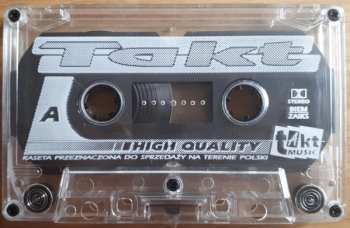 Takt
A
STEREO
BIEM
ZAIKS
HIGH QUALITY
takt
MUSIC
KASETA PRZEZNACZONA DO SPRZEDAŻY NA TERENIE POLSKI